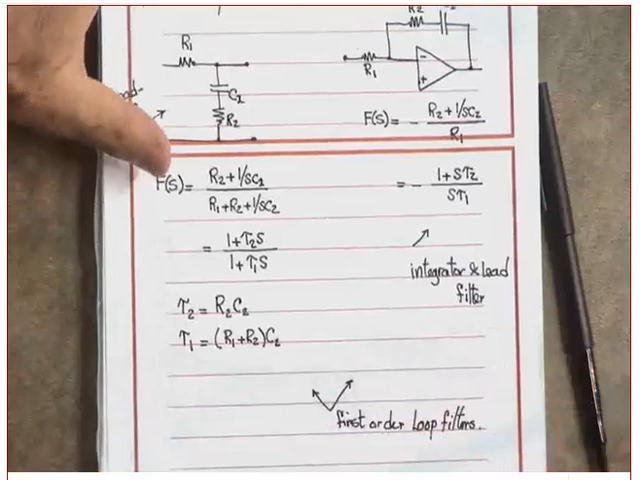 R₁
C₂
R₂
R₂
R₁
F(S) = - (R₂ + 1/SC₂) / R₁
F(S) = (R₂ + 1/SC₂) / (R₁ + R₂ + 1/SC₂)
= - (1 + ST₂) / (ST₁)
= (1 + T₂S) / (1 + T₁S)
integrator & lead
filter
T₂ = R₂C₂
T₁ = (R₁ + R₂)C₂
first order loop filters.